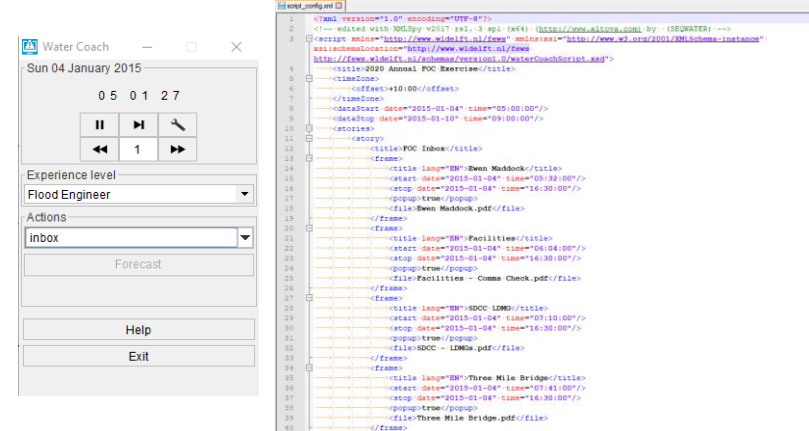 Water Coach
Sun 04 January 2015
05 01 27
1
Experience level
Flood Engineer
Actions
inbox
Forecast
Help
Exit
script_config.xml
1 <?xml version="1.0" encoding="UTF-8"?>
2 <!-- edited with XMLSpy v2017 rel. 3 sp1 (x64) (http://www.altova.com) by  (SEQWATER) -->
3 <script xmlns="http://www.wldelft.nl/fews" xmlns:xsi="http://www.w3.org/2001/XMLSchema-instance"
xsi:schemaLocation="http://www.wldelft.nl/fews
http://fews.wldelft.nl/schemas/version1.0/waterCoachScript.xsd">
4 <title>2020 Annual FOC Exercise</title>
5 <timeZone>
6 <offset>+10:00</offset>
7 </timeZone>
8 <dataStart date="2015-01-04" time="05:00:00"/>
9 <dataStop date="2015-01-10" time="09:00:00"/>
10 <stories>
11 <story>
12 <title>FOC Inbox</title>
13 <frame>
14 <title lang="EN">Ewen Maddock</title>
15 <start date="2015-01-04" time="05:32:00"/>
16 <stop date="2015-01-04" time="16:30:00"/>
17 <popup>true</popup>
18 <file>Ewen Maddock.pdf</file>
19 </frame>
20 <frame>
21 <title lang="EN">Facilities</title>
22 <start date="2015-01-04" time="06:04:00"/>
23 <stop date="2015-01-04" time="16:30:00"/>
24 <popup>true</popup>
25 <file>Facilities - Comms Check.pdf</file>
26 </frame>
27 <frame>
28 <title lang="EN">SDCC LDMG</title>
29 <start date="2015-01-04" time="07:10:00"/>
30 <stop date="2015-01-04" time="16:30:00"/>
31 <popup>true</popup>
32 <file>SDCC - LDMGs.pdf</file>
33 </frame>
34 <frame>
35 <title lang="EN">Three Mile Bridge</title>
36 <start date="2015-01-04" time="07:41:00"/>
37 <stop date="2015-01-04" time="16:30:00"/>
38 <popup>true</popup>
39 <file>Three Mile Bridge.pdf</file>
40 </frame>